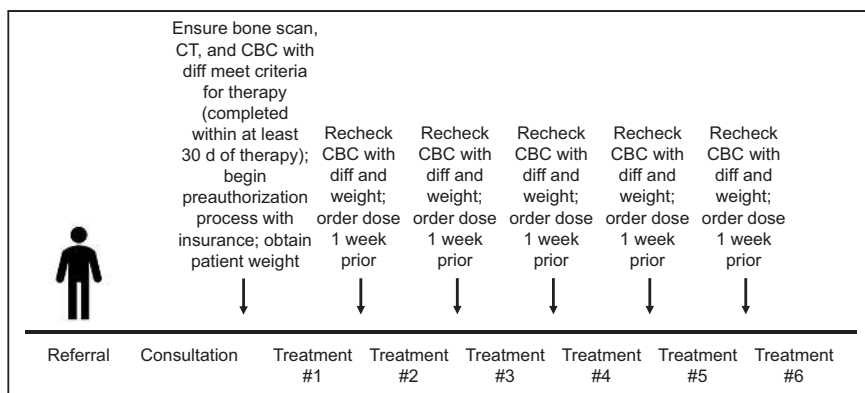 Ensure bone scan,
CT, and CBC with
diff meet criteria
for therapy
(completed
within at least
30 d of therapy);
begin
preauthorization
process with
insurance; obtain
patient weight
Recheck
CBC with
diff and
weight;
order dose
1 week
prior
Recheck
CBC with
diff and
weight;
order dose
1 week
prior
Recheck
CBC with
diff and
weight;
order dose
1 week
prior
Recheck
CBC with
diff and
weight;
order dose
1 week
prior
Recheck
CBC with
diff and
weight;
order dose
1 week
prior
Referral
Consultation
Treatment
#1
Treatment
#2
Treatment
#3
Treatment
#4
Treatment
#5
Treatment
#6